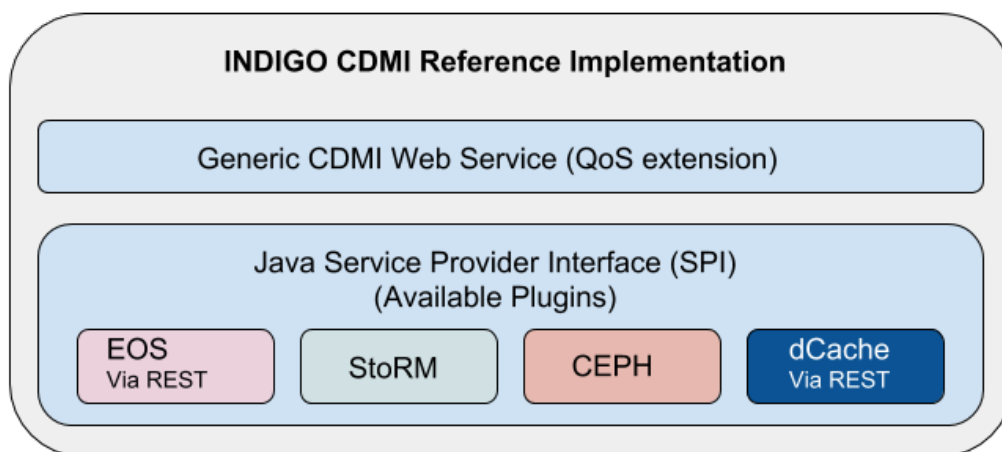 INDIGO CDMI Reference Implementation
Generic CDMI Web Service (QoS extension)
Java Service Provider Interface (SPI)
(Available Plugins)
EOS
Via REST
StoRM
CEPH
dCache
Via REST